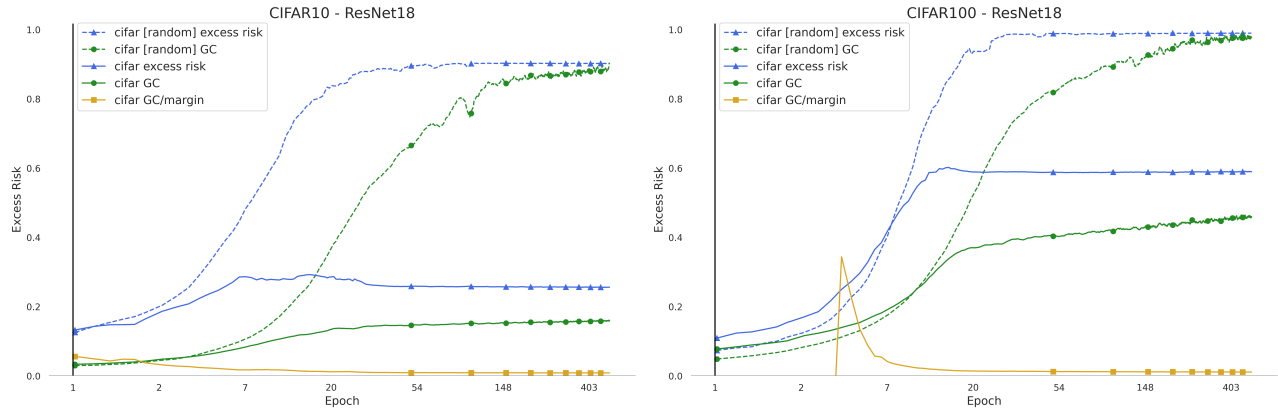 CIFAR10 - ResNet18
cifar [random] excess risk
cifar [random] GC
cifar excess risk
cifar GC
cifar GC/margin
Excess Risk
1.0
0.8
0.6
0.4
0.2
0.0
1 2 7 20 54 148 403
Epoch
CIFAR100 - ResNet18
cifar [random] excess risk
cifar [random] GC
cifar excess risk
cifar GC
cifar GC/margin
Excess Risk
1.0
0.8
0.6
0.4
0.2
0.0
1 2 7 20 54 148 403
Epoch